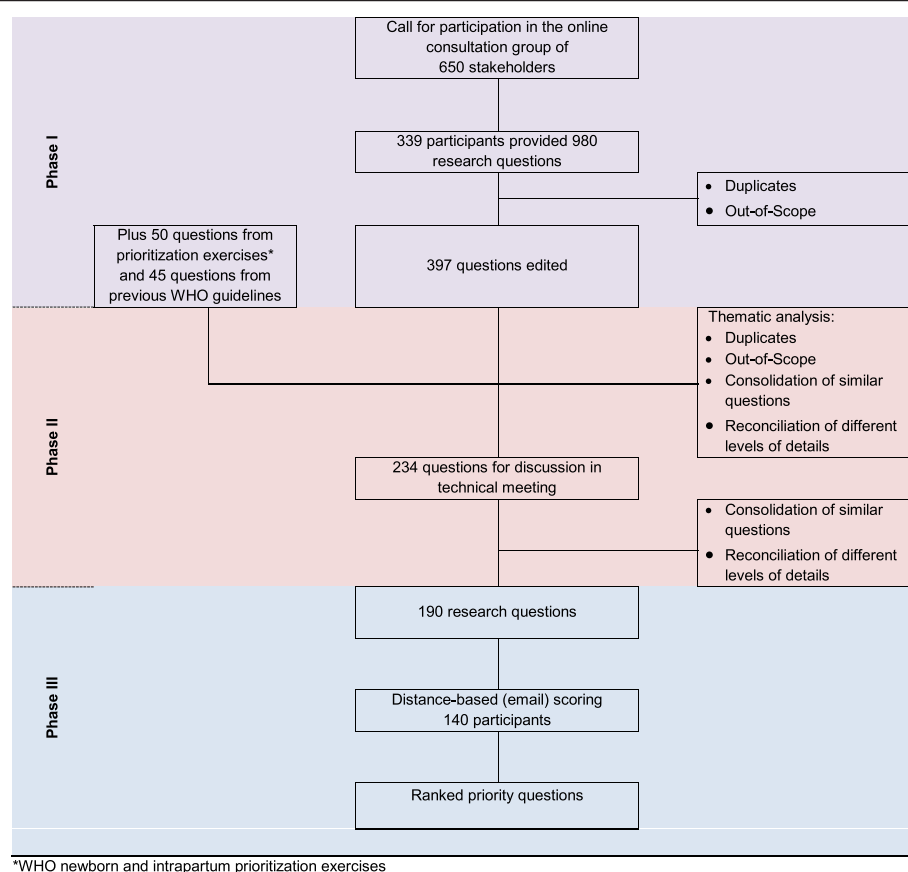 Call for participation in the online
consultation group of
650 stakeholders
Phase I
339 participants provided 980
research questions
• Duplicates
• Out-of-Scope
Plus 50 questions from
prioritization exercises*
and 45 questions from
previous WHO guidelines
397 questions edited
Phase II
Thematic analysis:
• Duplicates
• Out-of-Scope
• Consolidation of similar
questions
• Reconciliation of different
levels of details
234 questions for discussion in
technical meeting
• Consolidation of similar
questions
• Reconciliation of different
levels of details
Phase III
190 research questions
Distance-based (email) scoring
140 participants
Ranked priority questions
*WHO newborn and intrapartum prioritization exercises